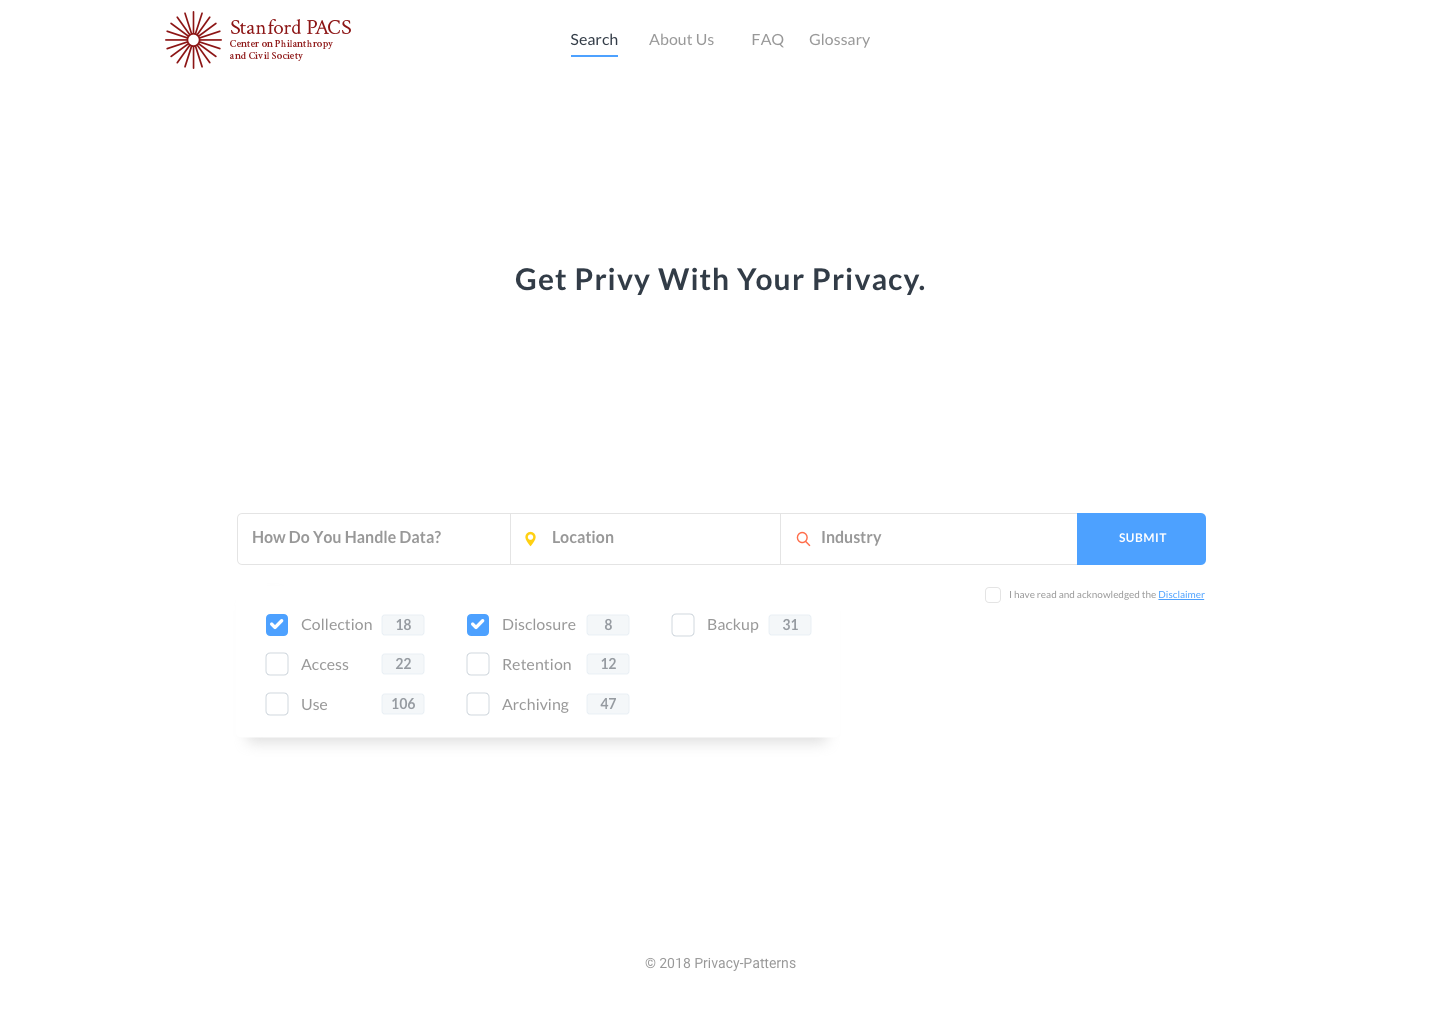 Stanford PACS
Center on Philanthropy
and Civil Society
Search About Us FAQ Glossary
Get Privy With Your Privacy.
How Do You Handle Data? Location Industry SUBMIT
I have read and acknowledged the Disclaimer
Collection 18 Disclosure 8 Backup 31
Access 22 Retention 12
Use 106 Archiving 47
© 2018 Privacy-Patterns